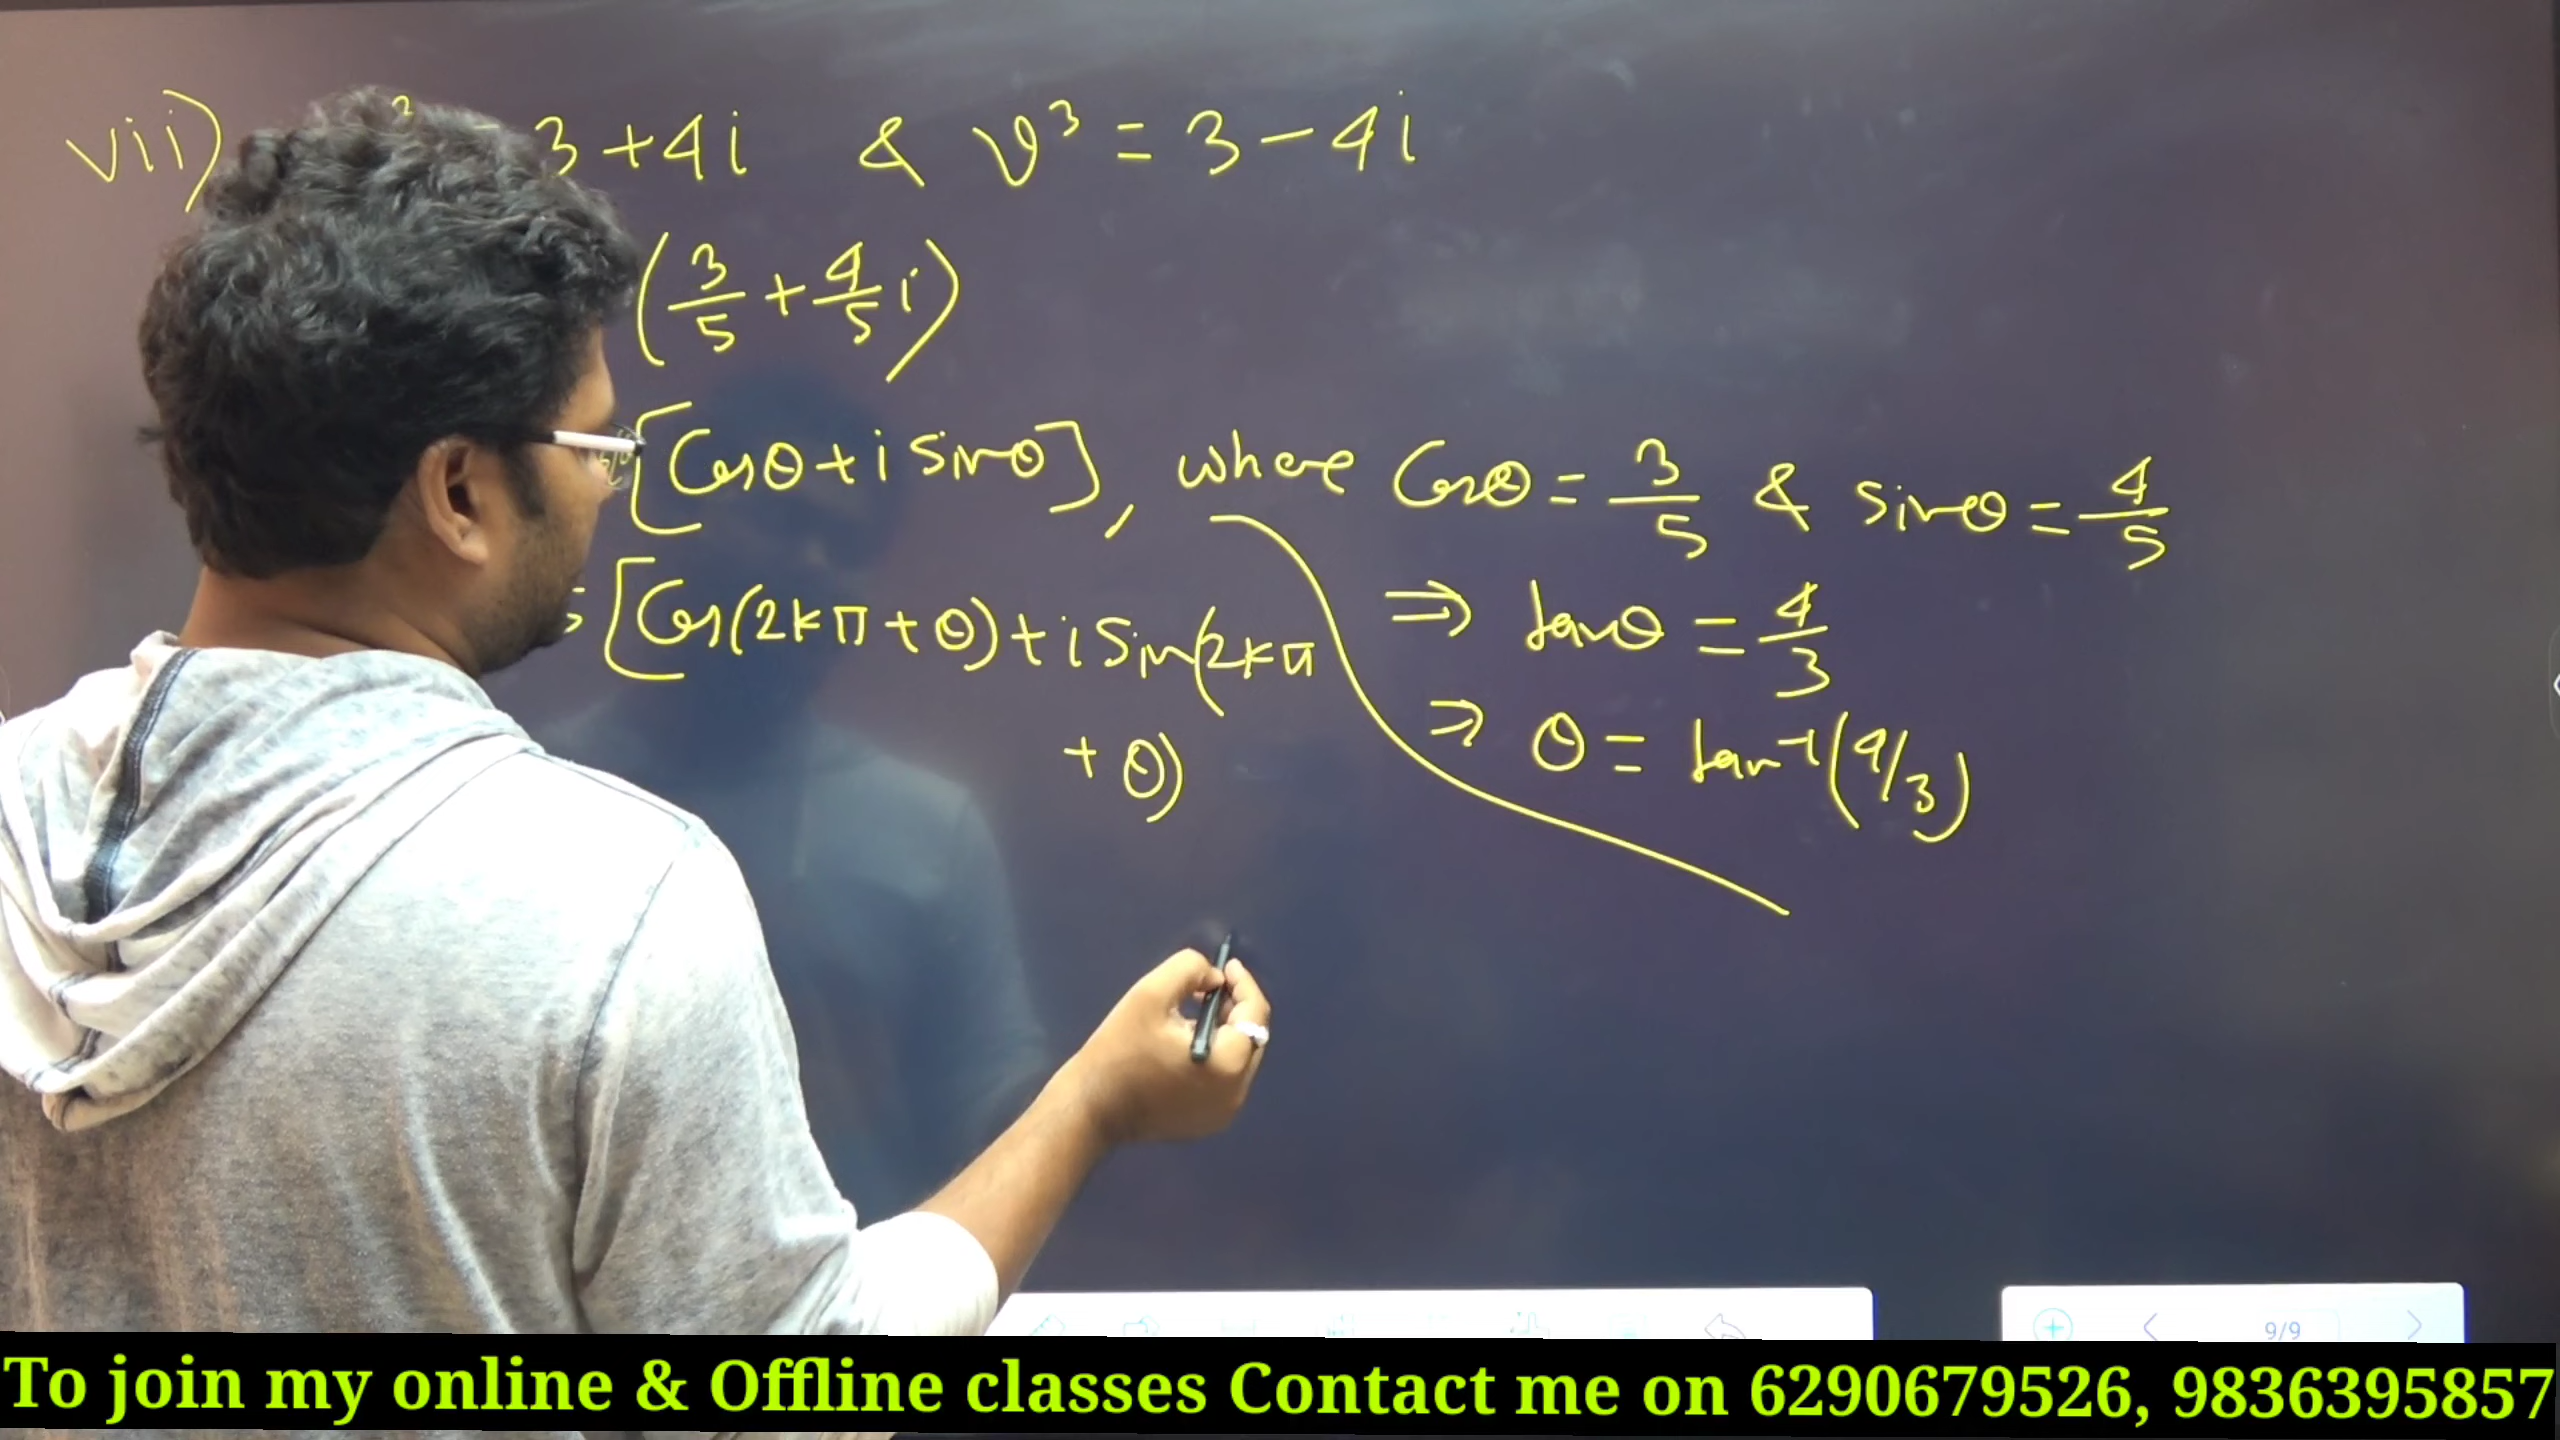 vii) 3 + 4i & v³ = 3 - 4i
(3/5 + 4/5 i)
[Cosθ + i Sinθ], where Cosθ = 3/5 & sinθ = 4/5
[Cos(2kπ + θ) + i Sin(2kπ + θ)
⇒ tanθ = 4/3
⇒ θ = tan⁻¹(4/3)
9/9
To join my online & Offline classes Contact me on 6290679526, 9836395857